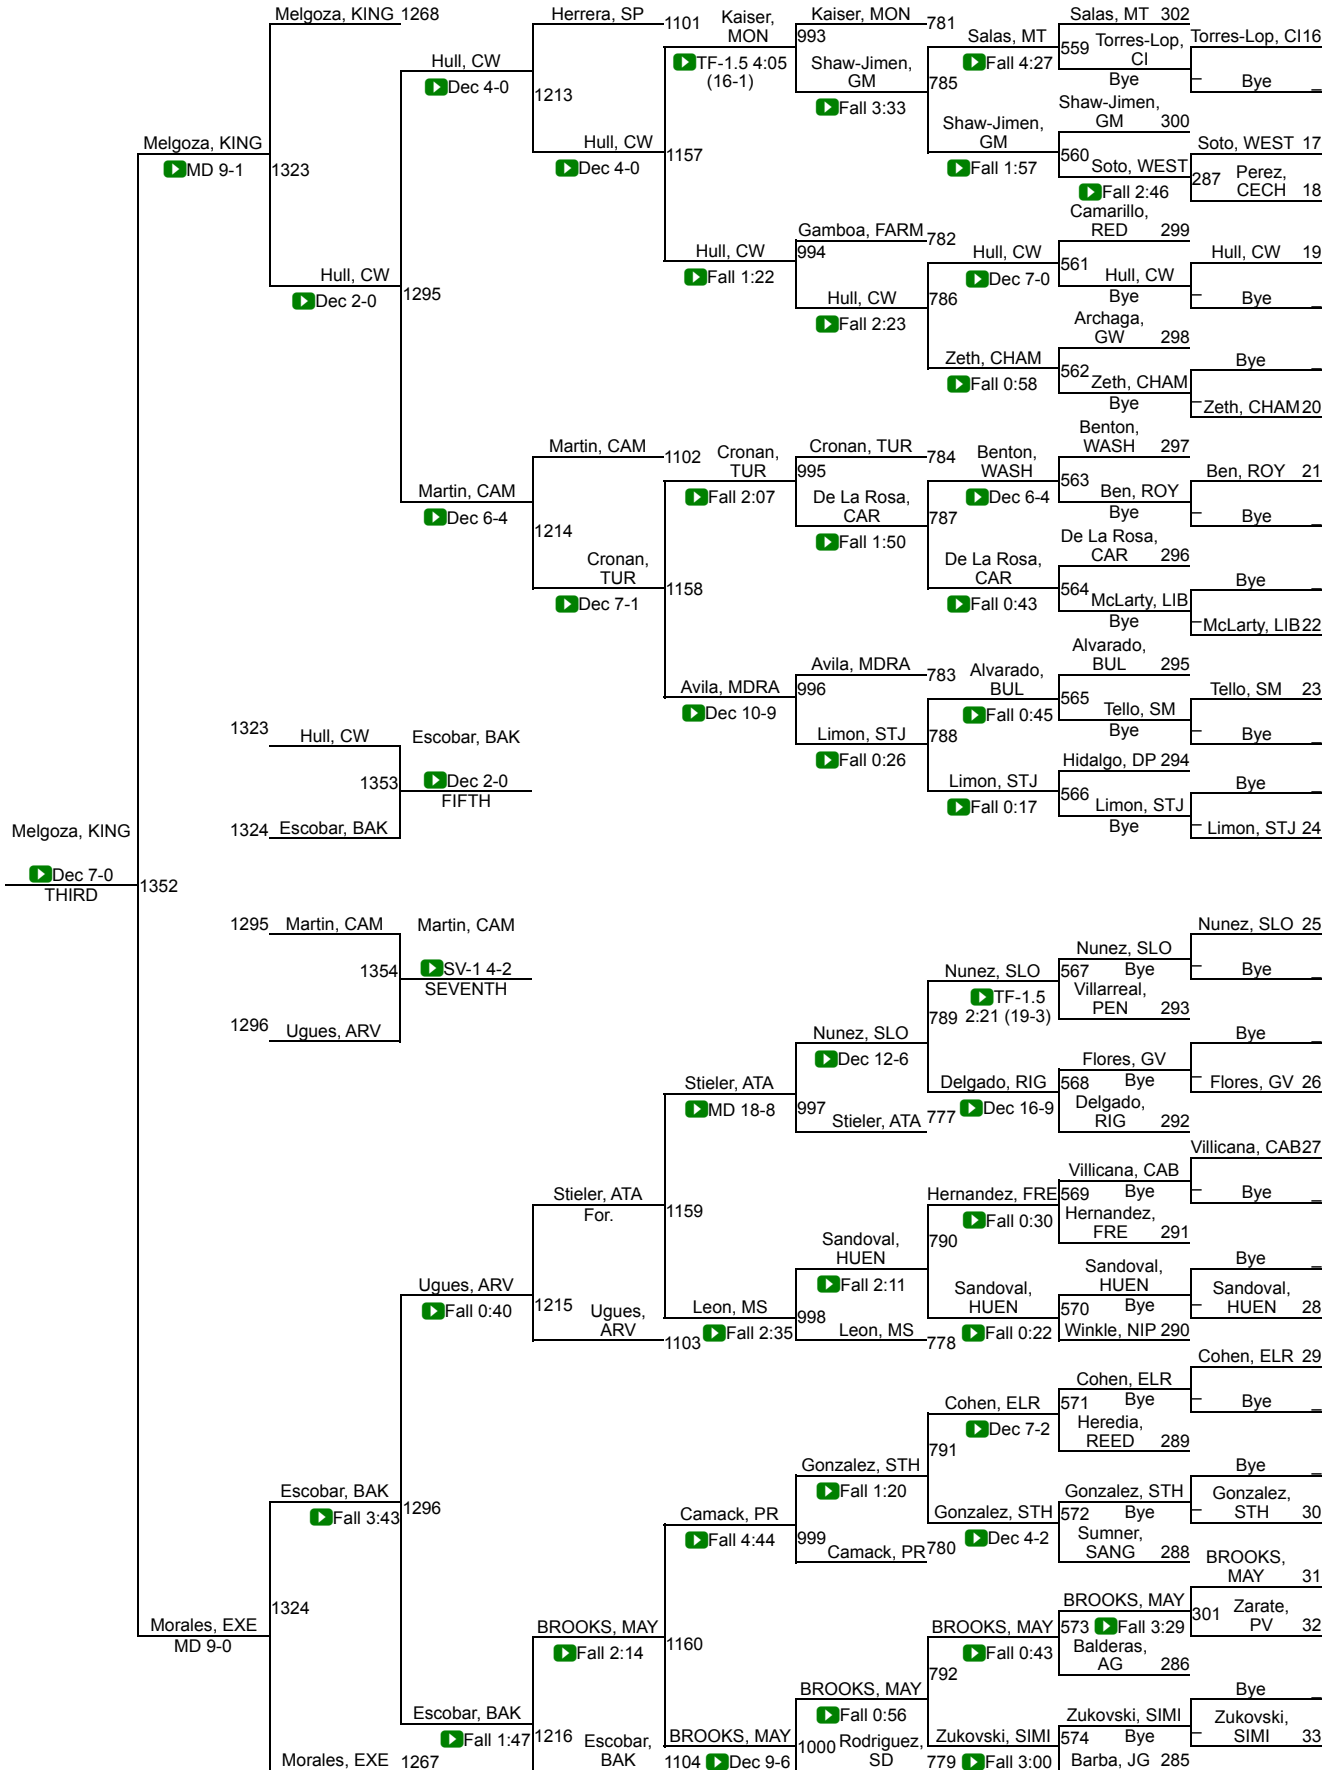 Melgoza, KING 1268
Herrera, SP
1101
Kaiser,
MON
Kaiser, MON
781
Salas, MT 302
993
Salas, MT
559 Torres-Lop,
CI
Torres-Lop, CI16
Hull, CW
TF-1.5 4:05
(16-1)
Shaw-Jimen,
GM
Fall 4:27
Bye
Bye
Dec 4-0
1213
Fall 3:33
785
Shaw-Jimen,
GM 300
Melgoza, KING
MD 9-1
1323
Hull, CW
1157
Dec 4-0
Shaw-Jimen,
GM
560
Soto, WEST 17
Fall 1:57
Soto, WEST
287 Perez,
CECH 18
Fall 2:46
Camarillo,
RED 299
Gamboa, FARM
782
Hull, CW
994
Hull, CW
561
Hull, CW 19
Fall 1:22
Dec 7-0
Hull, CW
Hull, CW
Dec 2-0
1295
Hull, CW
786
Bye
Bye
Fall 2:23
Archaga,
GW 298
Zeth, CHAM
562
Bye
Fall 0:58
Zeth, CHAM
Bye
Zeth, CHAM 20
Benton,
WASH 297
Martin, CAM
1102
Cronan,
TUR
Cronan, TUR
784
Benton,
WASH
995
563
Ben, ROY 21
Martin, CAM
Fall 2:07
De La Rosa,
CAR
Dec 6-4
Ben, ROY
Dec 6-4
1214
787
Bye
Bye
Fall 1:50
De La Rosa,
CAR 296
Cronan,
TUR
1158
De La Rosa,
CAR
564
Bye
Dec 7-1
Fall 0:43
McLarty, LIB
Bye
McLarty, LIB 22
Alvarado,
BUL 295
Avila, MDRA
783
Alvarado,
BUL
Avila, MDRA
996
565
Tello, SM 23
Dec 10-9
Fall 0:45
Tello, SM
1323
Hull, CW
Escobar, BAK
Limon, STJ
788
Bye
Bye
Fall 0:26
Hidalgo, DP 294
1353
Dec 2-0
FIFTH
Limon, STJ
566
Bye
Fall 0:17
Limon, STJ
Melgoza, KING
1324 Escobar, BAK
Bye
Limon, STJ 24
Dec 7-0
THIRD
1352
1295 Martin, CAM
Martin, CAM
Nunez, SLO 25
1354
SV-1 4-2
SEVENTH
Nunez, SLO
Nunez, SLO
567 Bye
Bye
TF-1.5
2:21 (19-3)
Villarreal,
PEN 293
1296 Ugues, ARV
Nunez, SLO
789
Bye
Dec 12-6
Flores, GV
Stieler, ATA
Delgado, RIG
568 Bye
Flores, GV 26
MD 18-8
997
Stieler, ATA
777
Dec 16-9
Delgado,
RIG 292
Villicana, CAB27
Villicana, CAB
Stieler, ATA
For.
1159
Hernandez, FRE
569 Bye
Bye
Fall 0:30
Hernandez,
FRE 291
Sandoval,
HUEN
790
Bye
Fall 2:11
Sandoval,
HUEN
Ugues, ARV
Fall 0:40
1215
Ugues,
ARV
Leon, MS
998
Sandoval,
HUEN
570 Bye
Sandoval,
HUEN 28
1103
Fall 2:35
Leon, MS
778
Fall 0:22
Winkle, NIP 290
Cohen, ELR 29
Cohen, ELR
Cohen, ELR
571 Bye
Bye
Dec 7-2
Heredia,
REED 289
791
Gonzalez, STH
Bye
Fall 1:20
Escobar, BAK
Fall 3:43
1296
Camack, PR
Gonzalez, STH
Gonzalez, STH
572 Bye
Gonzalez,
STH 30
Fall 4:44
999
Camack, PR
780
Dec 4-2
Sumner,
SANG 288
BROOKS,
MAY 31
1324
BROOKS, MAY
Morales, EXE
MD 9-0
BROOKS, MAY
Fall 2:14
1160
BROOKS, MAY
573
Fall 3:29
301 Zarate,
PV 32
Fall 0:43
Balderas,
AG 286
792
BROOKS, MAY
Bye
Fall 0:56
Escobar, BAK
Fall 1:47
1216
Escobar,
BAK
BROOKS, MAY
1000 Rodriguez,
SD
Zukovski, SIMI
Zukovski, SIMI
574 Bye
Zukovski,
SIMI 33
Morales, EXE 1267
1104
Dec 9-6
779
Fall 3:00
Barba, JG 285